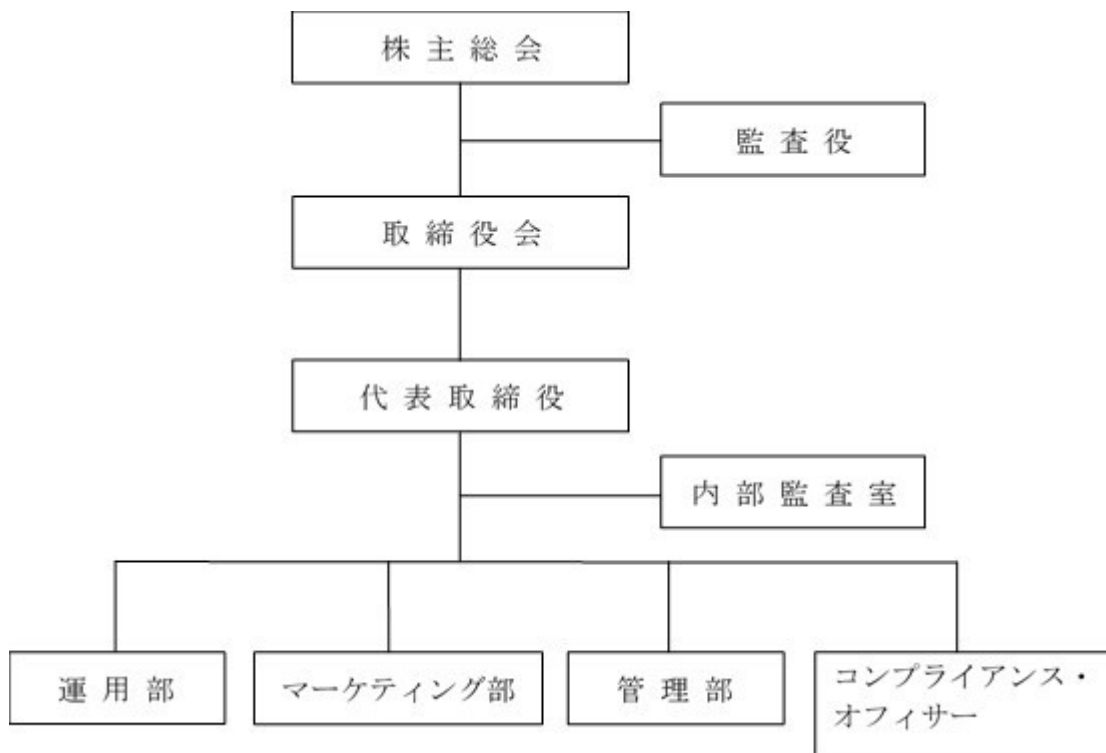 株主総会
監査役
取締役会
代表取締役
内部監査室
運用部
マーケティング部
管理部
コンプライアンス・
オフィサー